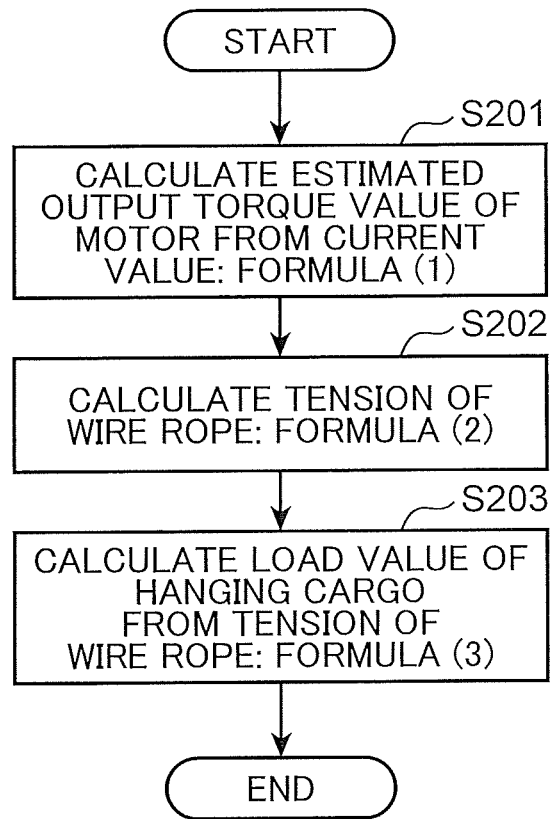 START
S201
CALCULATE ESTIMATED
OUTPUT TORQUE VALUE OF
MOTOR FROM CURRENT
VALUE: FORMULA (1)
S202
CALCULATE TENSION OF
WIRE ROPE: FORMULA (2)
S203
CALCULATE LOAD VALUE OF
HANGING CARGO
FROM TENSION OF
WIRE ROPE: FORMULA (3)
END